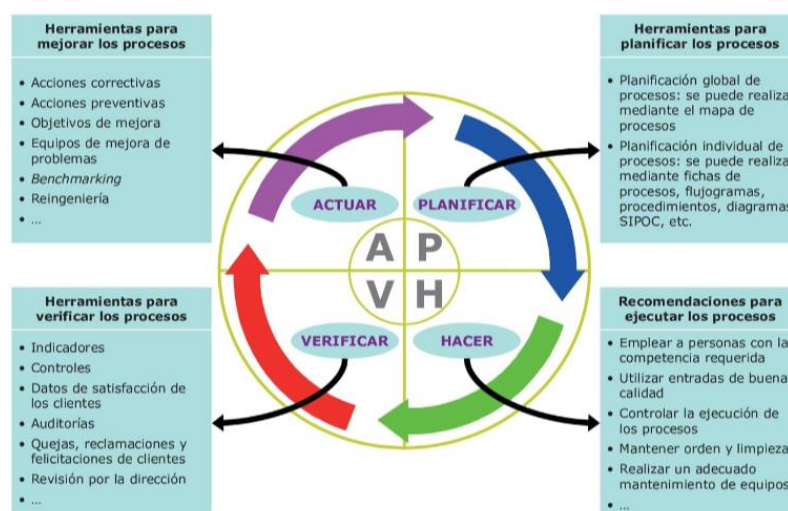 Herramientas para
mejorar los procesos
• Acciones correctivas
• Acciones preventivas
• Objetivos de mejora
• Equipos de mejora de
problemas
• Benchmarking
• Reingeniería
• ...
Herramientas para
planificar los procesos
• Planificación global de
procesos: se puede realiza
mediante el mapa de
procesos
• Planificación individual de
procesos: se puede realiza
mediante fichas de
procesos, flujogramas,
procedimientos, diagramas
SIPOC, etc.
ACTUAR
PLANIFICAR
A P
V H
VERIFICAR
HACER
Herramientas para
verificar los procesos
• Indicadores
• Controles
• Datos de satisfacción de
los clientes
• Auditorías
• Quejas, reclamaciones y
felicitaciones de clientes
• Revisión por la dirección
• ...
Recomendaciones para
ejecutar los procesos
• Emplear a personas con la
competencia requerida
• Utilizar entradas de buena
calidad
• Controlar la ejecución de
los procesos
• Mantener orden y limpieza
• Realizar un adecuado
mantenimiento de equipos
• ...